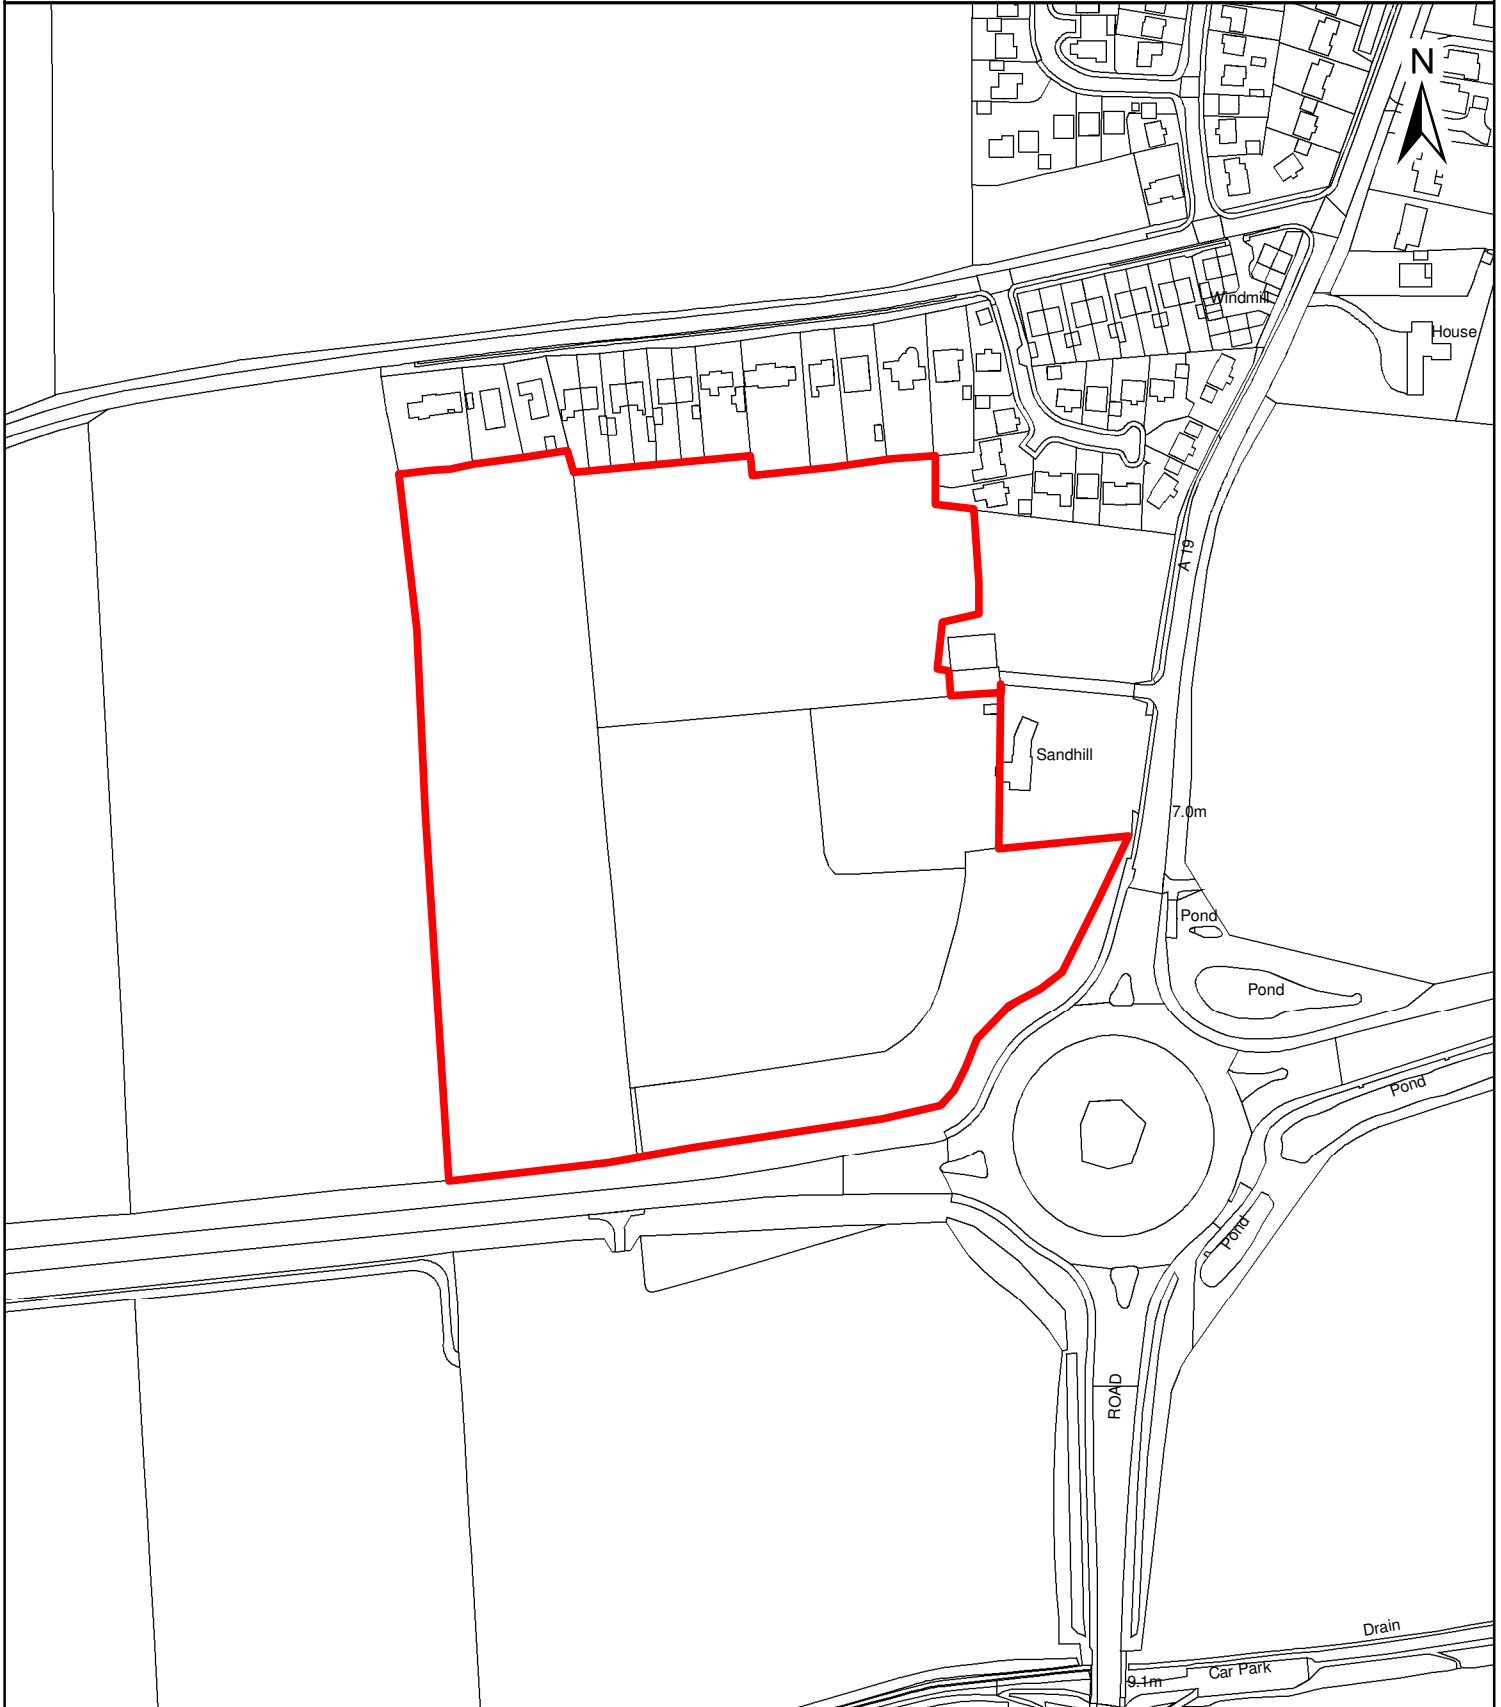 N
Windmill
House
A 19
Sandhill
7.0m
Pond
Pond
Pond
Pond
ROAD
Drain
Car Park
9.1m